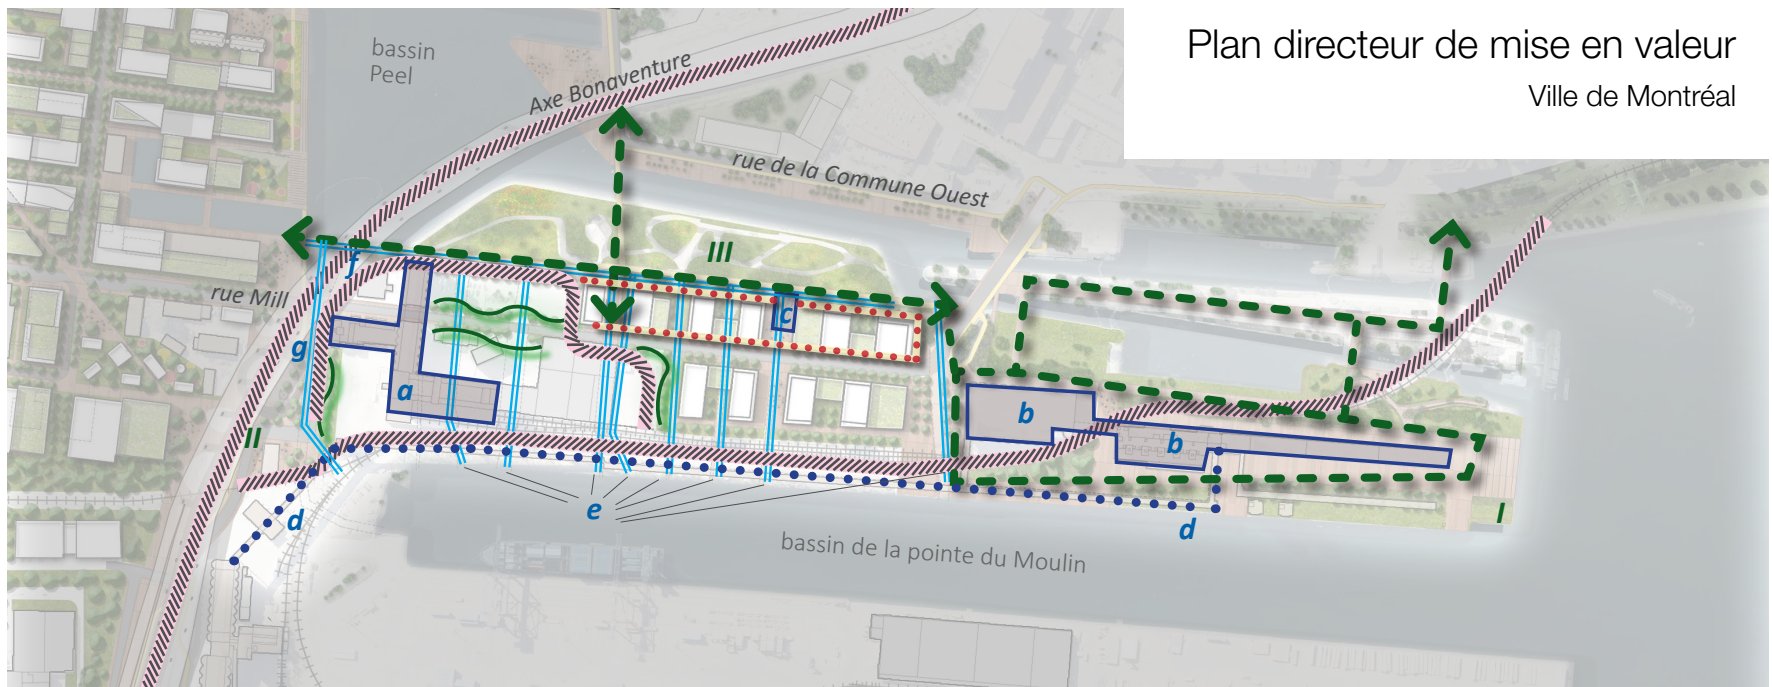 Plan directeur de mise en valeur
Ville de Montréal
bassin
Peel
Axe Bonaventure
rue de la Commune Ouest
III
f
rue Mill
c
g
a
b
b
II
e
d
d
I
bassin de la pointe du Moulin